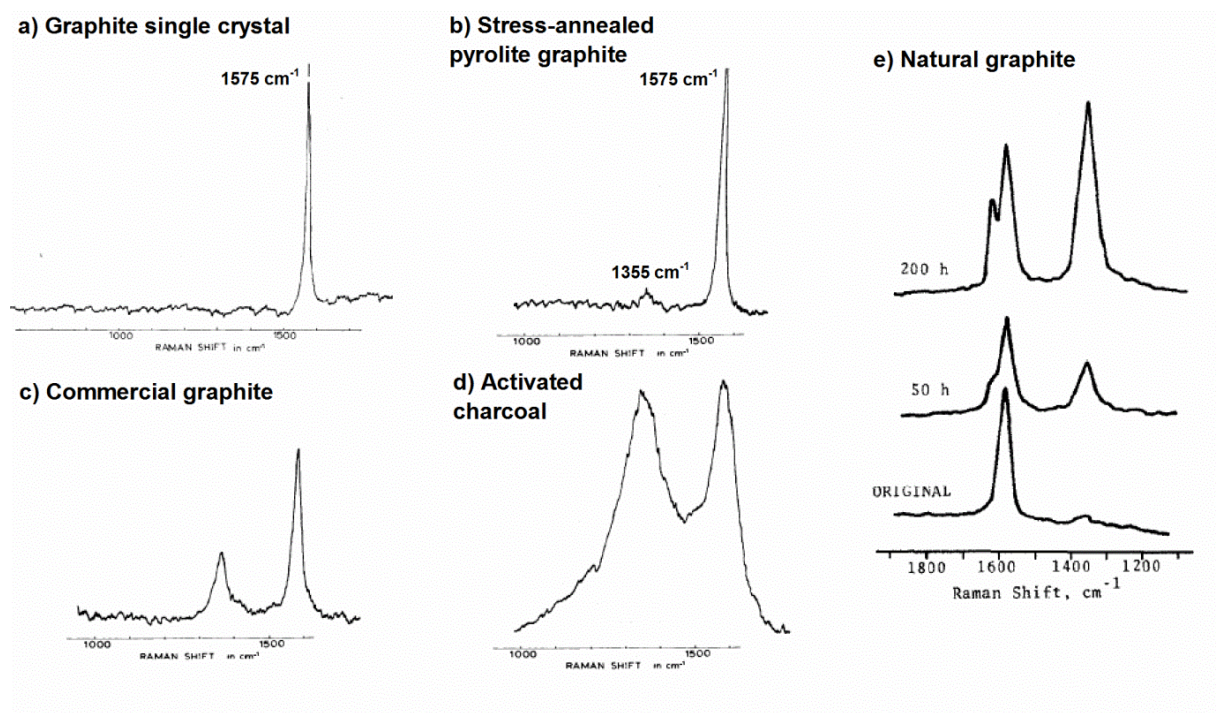 a) Graphite single crystal
1575 cm-1
1000 1500
RAMAN SHIFT in cm-1
b) Stress-annealed
pyrolite graphite
1575 cm-1
1355 cm-1
1000 1500
RAMAN SHIFT in cm-1
c) Commercial graphite
1000 1500
RAMAN SHIFT in cm-1
d) Activated
charcoal
1000 1500
RAMAN SHIFT in cm-1
e) Natural graphite
200 h
50 h
ORIGINAL
1800 1600 1400 1200
Raman Shift, cm-1